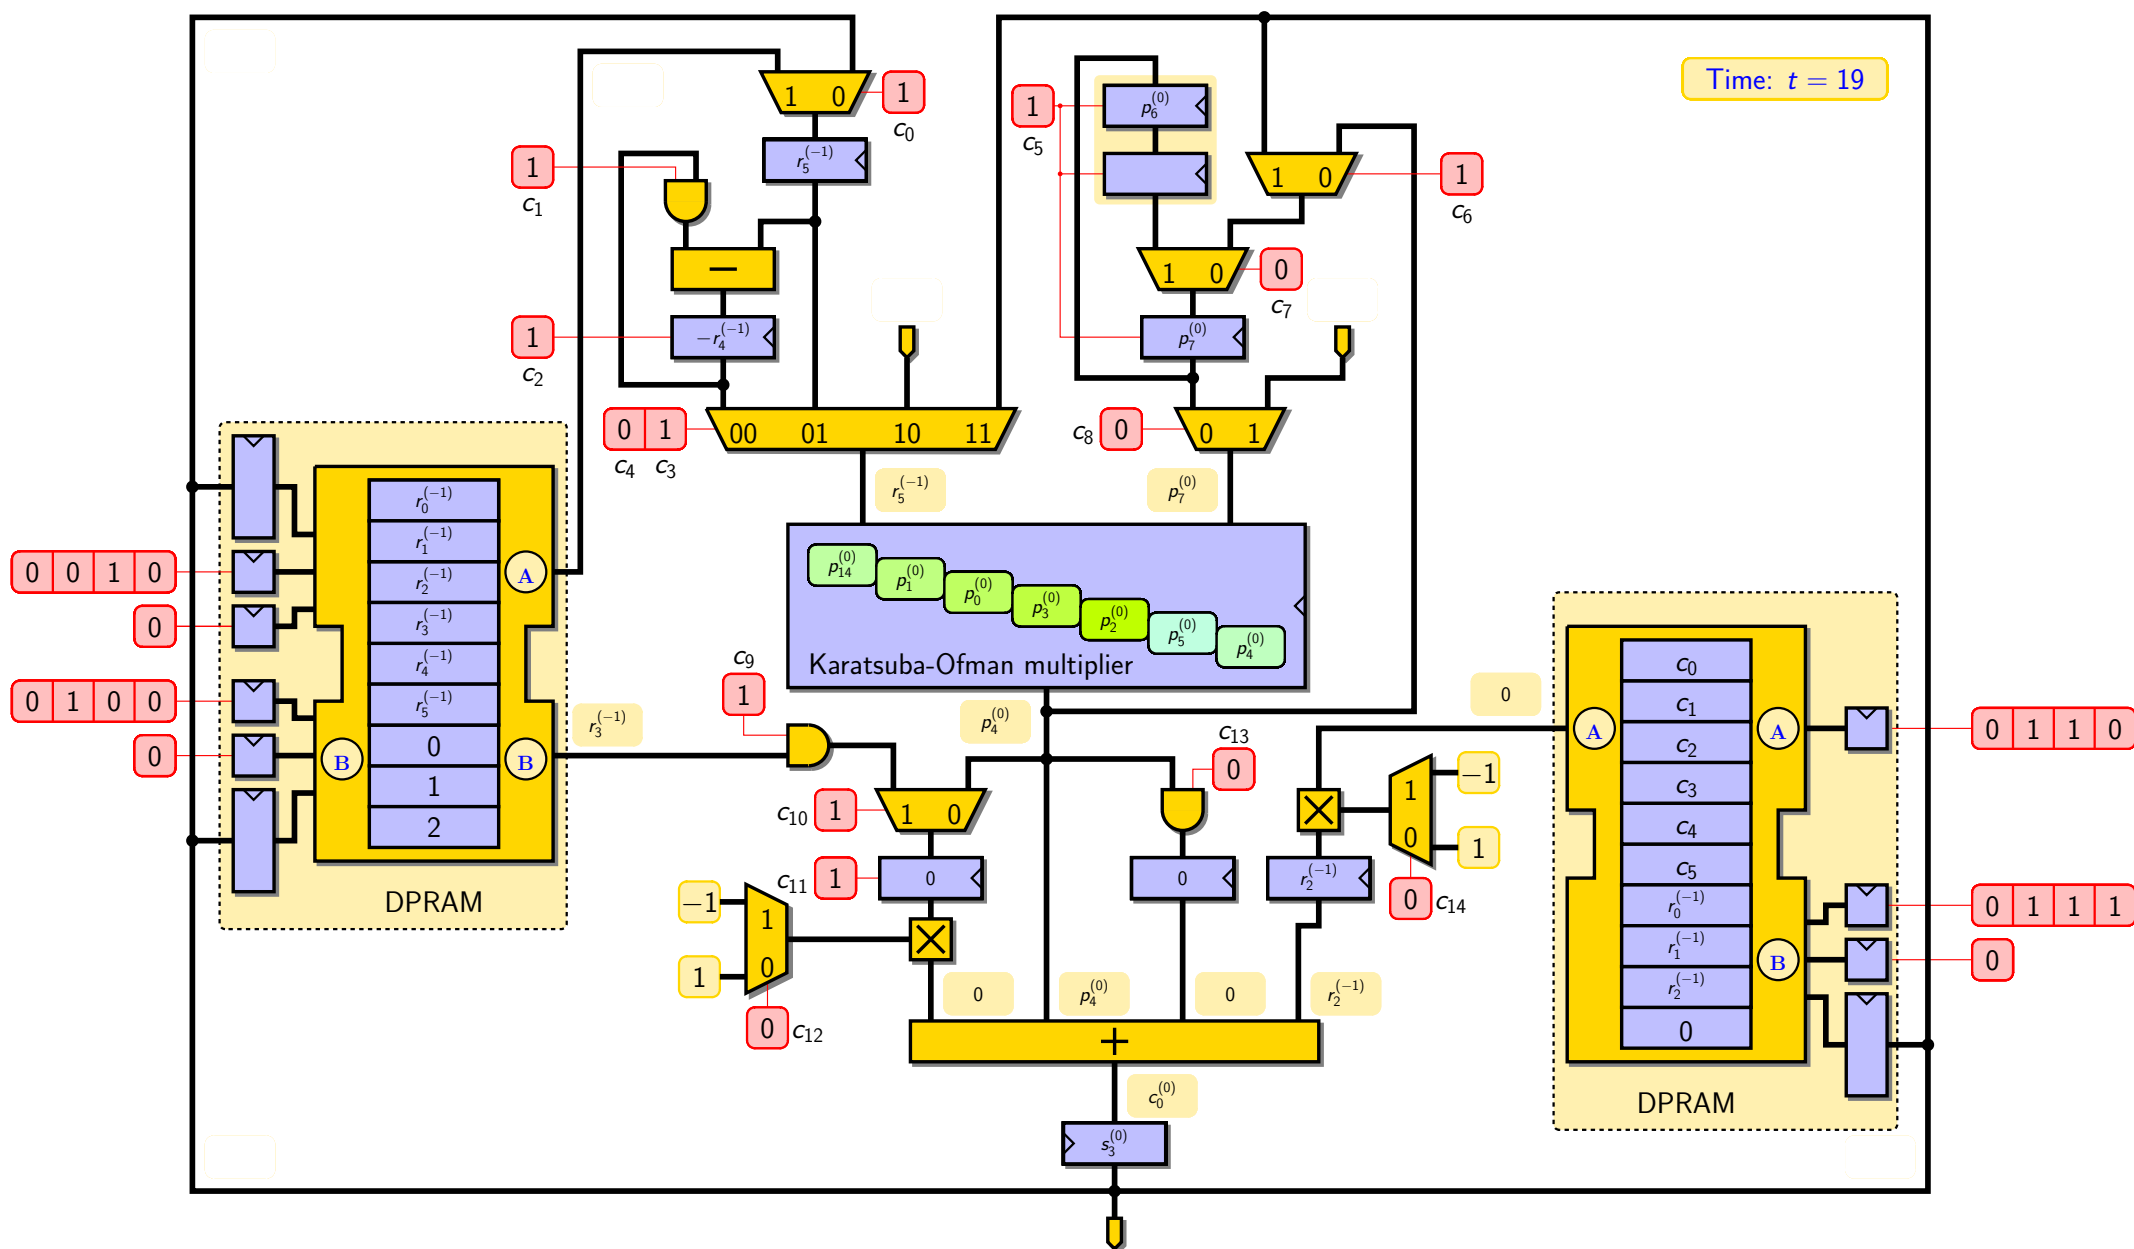 Time: t = 19
1 0
1
c₀
p₆⁽⁰⁾
1
c₅
r₅⁽⁻¹⁾
1
c₁
1 0
1
c₆
−
1 0
0
c₇
1
c₂
−r₄⁽⁻¹⁾
p₇⁽⁰⁾
0 1
c₄ c₃
00 01 10 11
c₈
0
0 1
r₅⁽⁻¹⁾
p₇⁽⁰⁾
r₀⁽⁻¹⁾
r₁⁽⁻¹⁾
r₂⁽⁻¹⁾
r₃⁽⁻¹⁾
r₄⁽⁻¹⁾
r₅⁽⁻¹⁾
0
1
2
A
B
B
DPRAM
0 0 1 0
0
0 1 0 0
0
p₁₄⁽⁰⁾
p₁⁽⁰⁾
p₀⁽⁰⁾
p₃⁽⁰⁾
p₂⁽⁰⁾
p₅⁽⁰⁾
p₄⁽⁰⁾
Karatsuba-Ofman multiplier
r₃⁽⁻¹⁾
c₉
1
p₄⁽⁰⁾
c₁₃
0
0
c₁₀
1
1 0
c₁₁
1
0
0
r₂⁽⁻¹⁾
−1
1
1
0
0
c₁₄
−1
1
1
0
0
c₁₂
0
p₄⁽⁰⁾
0
r₂⁽⁻¹⁾
+
c₀⁽⁰⁾
s₃⁽⁰⁾
c₀
c₁
c₂
c₃
c₄
c₅
r₀⁽⁻¹⁾
r₁⁽⁻¹⁾
r₂⁽⁻¹⁾
0
A
A
B
DPRAM
0 1 1 0
0 1 1 1
0